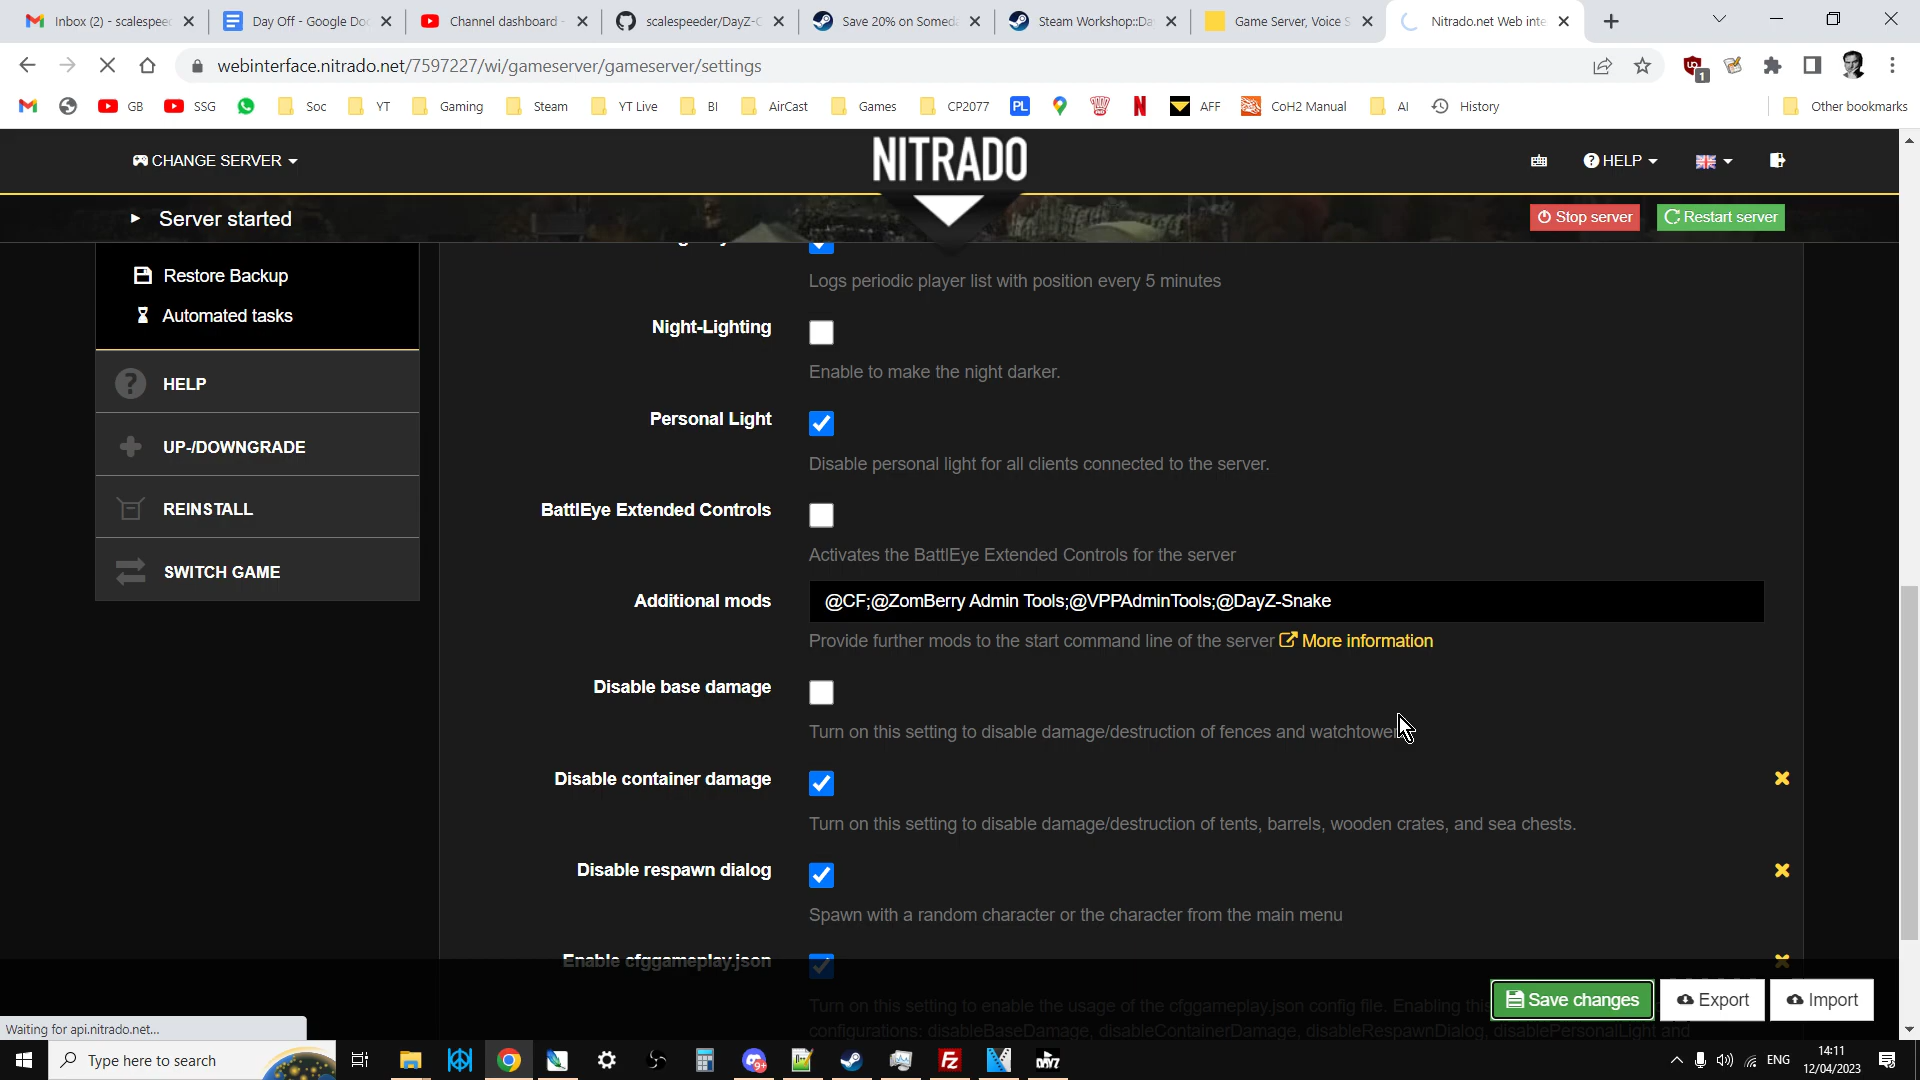 Inbox (2) - scalespee
Day Off - Google Do
Channel dashboard -
scalespeeder/DayZ-C
Save 20% on Someda
Steam Workshop::Da
Game Server, Voice S
Nitrado.net Web inte
webinterface.nitrado.net/7597227/wi/gameserver/gameserver/settings
1
GB
SSG
Soc
YT
Gaming
Steam
YT Live
BI
AirCast
Games
CP2077
PL
AFF
CoH2 Manual
AI
History
Other bookmarks
CHANGE SERVER
NITRADO
HELP
Server started
Stop server
Restart server
Restore Backup
Automated tasks
HELP
UP-/DOWNGRADE
REINSTALL
SWITCH GAME
Logs periodic player list with position every 5 minutes
Night-Lighting
Enable to make the night darker.
Personal Light
Disable personal light for all clients connected to the server.
BattlEye Extended Controls
Activates the BattlEye Extended Controls for the server
Additional mods
@CF;@ZomBerry Admin Tools;@VPPAdminTools;@DayZ-Snake
Provide further mods to the start command line of the server More information
Disable base damage
Turn on this setting to disable damage/destruction of fences and watchtower
Disable container damage
Turn on this setting to disable damage/destruction of tents, barrels, wooden crates, and sea chests.
Disable respawn dialog
Spawn with a random character or the character from the main menu
Enable cfggameplay.json
Turn on this setting to enable the usage of the cfggameplay.json config file. Enabling this
configurations: disableBaseDamage, disableContainerDamage, disableRespawnDialog, disablePersonalLight and
Save changes
Export
Import
Waiting for api.nitrado.net...
Type here to search
ENG
14:11
12/04/2023